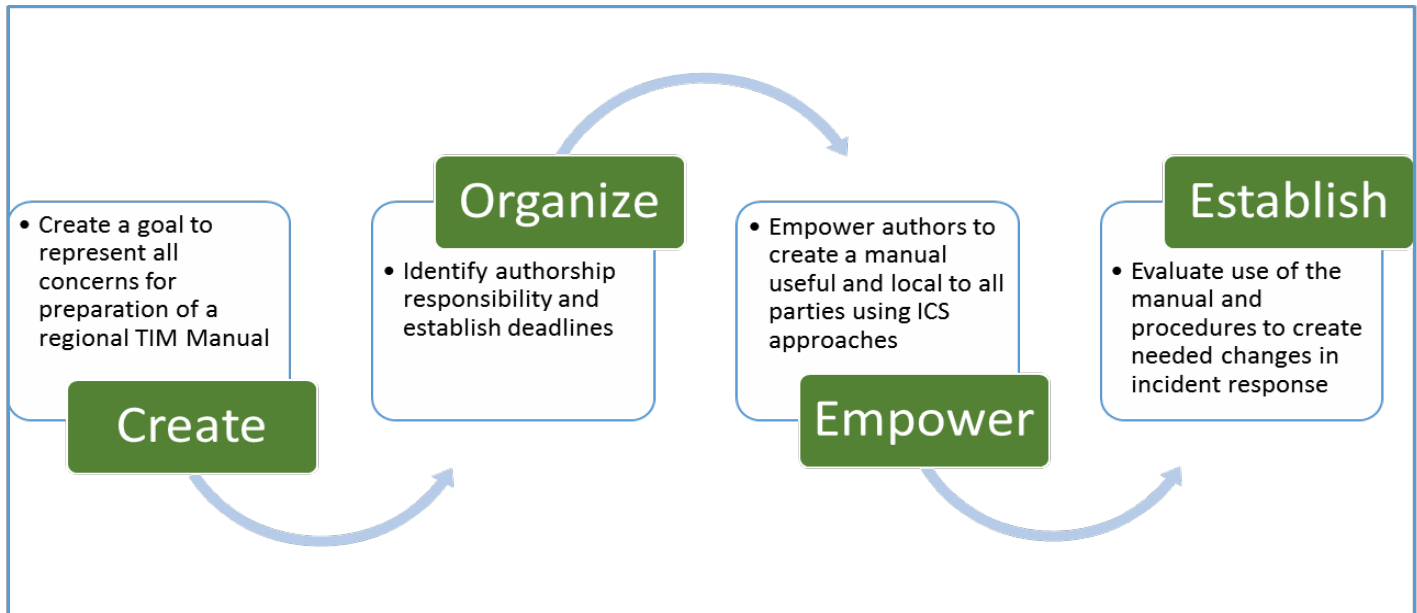 • Create a goal to
represent all
concerns for
preparation of a
regional TIM Manual
Create
Organize
• Identify authorship
responsibility and
establish deadlines
• Empower authors to
create a manual
useful and local to all
parties using ICS
approaches
Empower
Establish
• Evaluate use of the
manual and
procedures to create
needed changes in
incident response